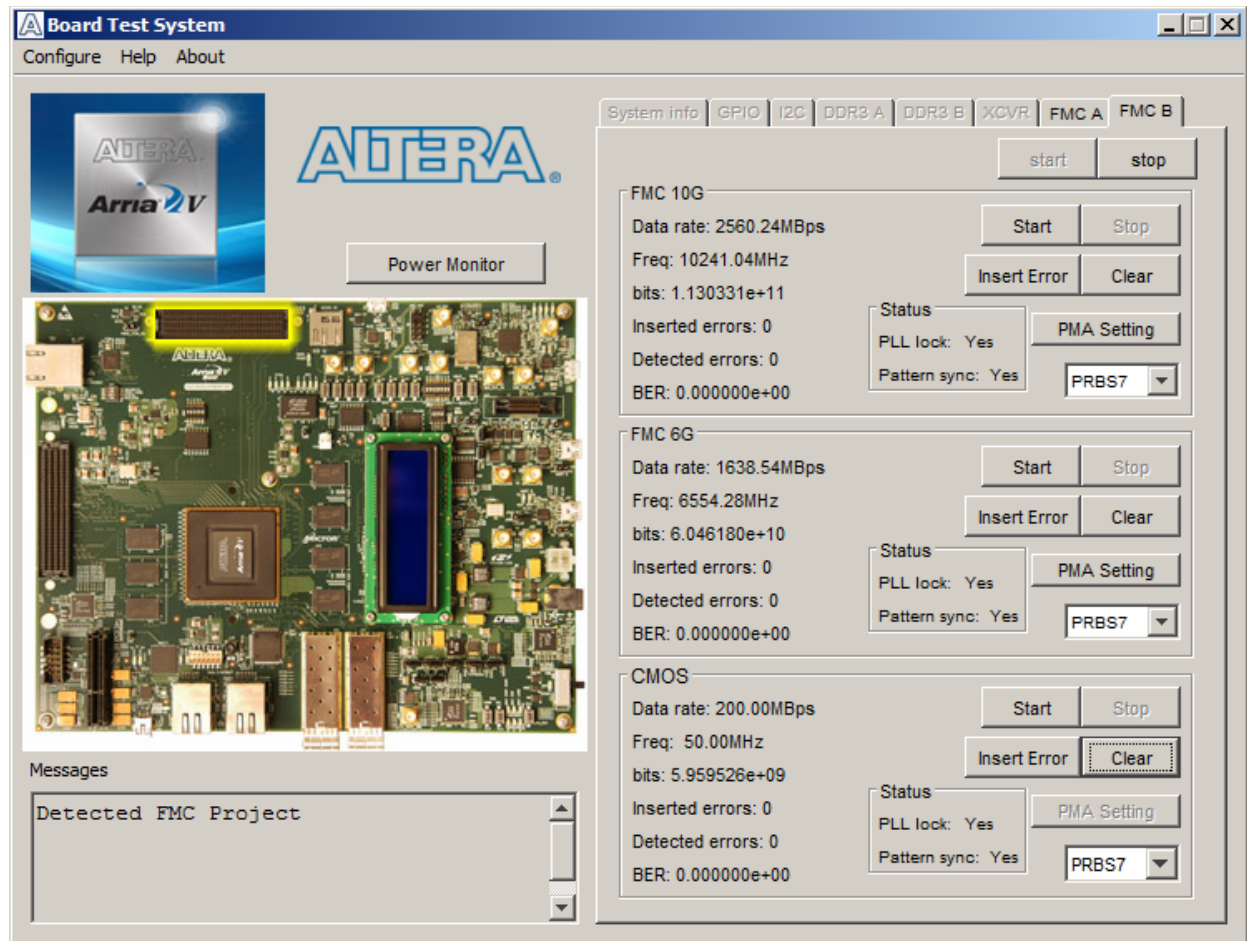 Board Test System
Configure Help About
ALTERA.
Arria V
ALTERA®
Power Monitor
ALTERA
Arria V
Micron
Messages
Detected FMC Project
System info GPIO I2C DDR3 A DDR3 B XCVR FMC A FMC B
start stop
FMC 10G
Data rate: 2560.24MBps
Start Stop
Freq: 10241.04MHz
Insert Error Clear
bits: 1.130331e+11
Inserted errors: 0
Detected errors: 0
BER: 0.000000e+00
Status
PLL lock: Yes
Pattern sync: Yes
PMA Setting
PRBS7
FMC 6G
Data rate: 1638.54MBps
Start Stop
Freq: 6554.28MHz
Insert Error Clear
bits: 6.046180e+10
Inserted errors: 0
Detected errors: 0
BER: 0.000000e+00
Status
PLL lock: Yes
Pattern sync: Yes
PMA Setting
PRBS7
CMOS
Data rate: 200.00MBps
Start Stop
Freq: 50.00MHz
Insert Error Clear
bits: 5.959526e+09
Inserted errors: 0
Detected errors: 0
BER: 0.000000e+00
Status
PLL lock: Yes
Pattern sync: Yes
PMA Setting
PRBS7